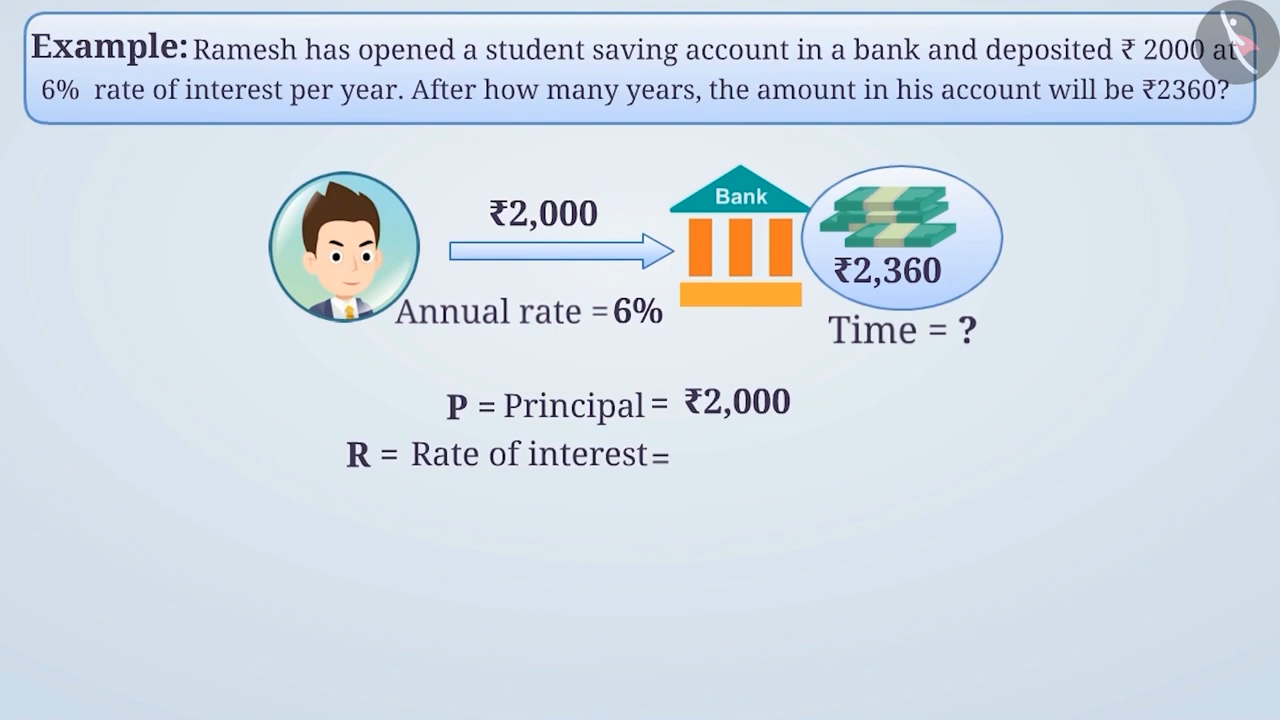 Example: Ramesh has opened a student saving account in a bank and deposited ₹ 2000 at
6% rate of interest per year. After how many years, the amount in his account will be ₹2360?
₹2,000
Bank
₹2,360
Annual rate = 6%
Time = ?
P = Principal = ₹2,000
R = Rate of interest =